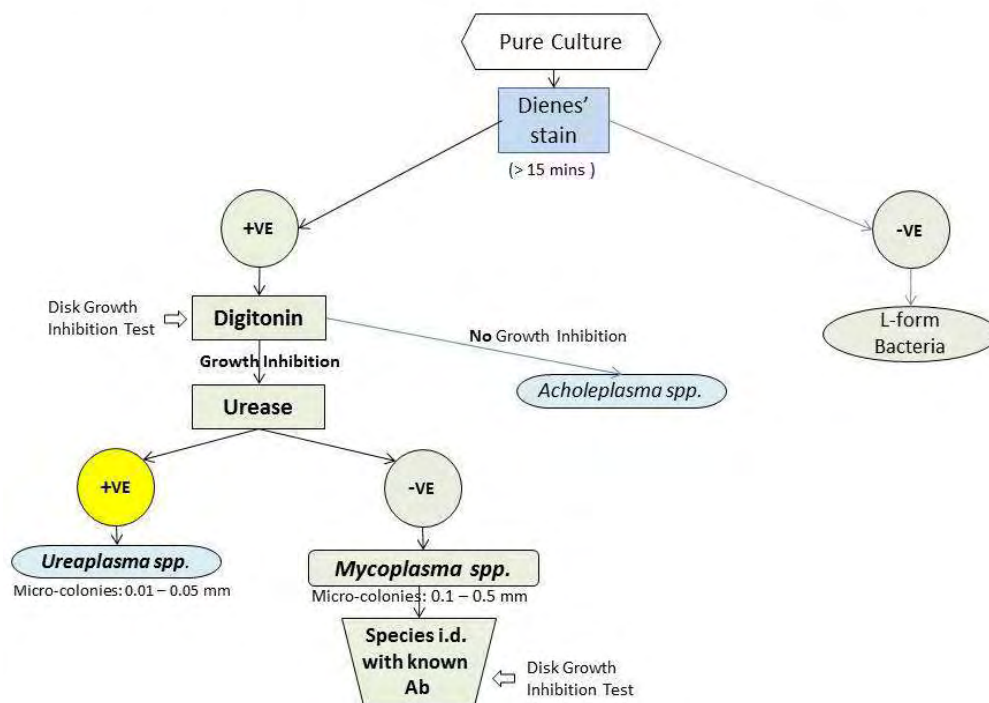 Pure Culture
Dienes'
stain
(> 15 mins )
+VE
-VE
Disk Growth
Inhibition Test
Digitonin
L-form
Bacteria
No Growth Inhibition
Growth Inhibition
Acholeplasma spp.
Urease
+VE
-VE
Ureaplasma spp.
Micro-colonies: 0.01 – 0.05 mm
Mycoplasma spp.
Micro-colonies: 0.1 – 0.5 mm
Species i.d.
with known
Ab
Disk Growth
Inhibition Test